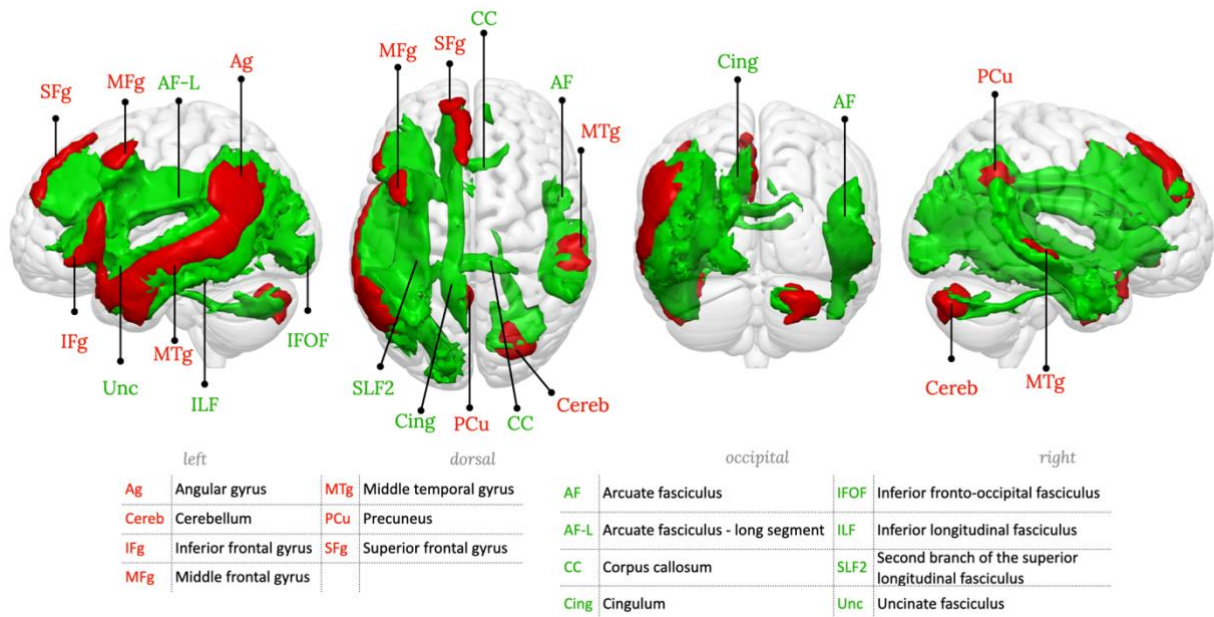 CC
SFg
MFg
Ag
Cing
MFg
AF-L
AF
AF
PCu
SFg
MTg
IFg
MTg
IFOF
Unc
ILF
SLF2
Cing
PCu
CC
Cereb
Cereb
MTg
left
dorsal
occipital
right
Ag Angular gyrus MTg Middle temporal gyrus
Cereb Cerebellum PCu Precuneus
IFg Inferior frontal gyrus SFg Superior frontal gyrus
MFg Middle frontal gyrus
AF Arcuate fasciculus IFOF Inferior fronto-occipital fasciculus
AF-L Arcuate fasciculus - long segment ILF Inferior longitudinal fasciculus
CC Corpus callosum SLF2 Second branch of the superior
longitudinal fasciculus
Cing Cingulum Unc Uncinate fasciculus